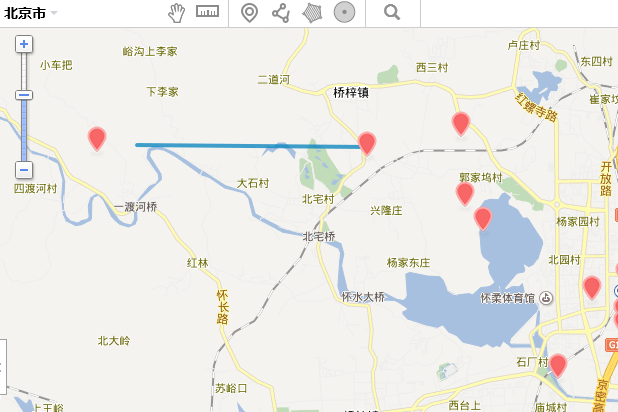 北京市
卢庄村
峪沟上李家
小车把
西三村
东四村
二道河
下李家
桥梓镇
崔家坟
红螺寺路
开放路
四渡河村
大石村
郭家坞村
北宅村
一渡河桥
兴隆庄
杨家园村
北宅桥
红林
杨家东庄
北园村
怀长路
怀水大桥
怀柔体育馆
北大岭
石厂村
苏峪口
京密高
上王峪
西台上
庙城村